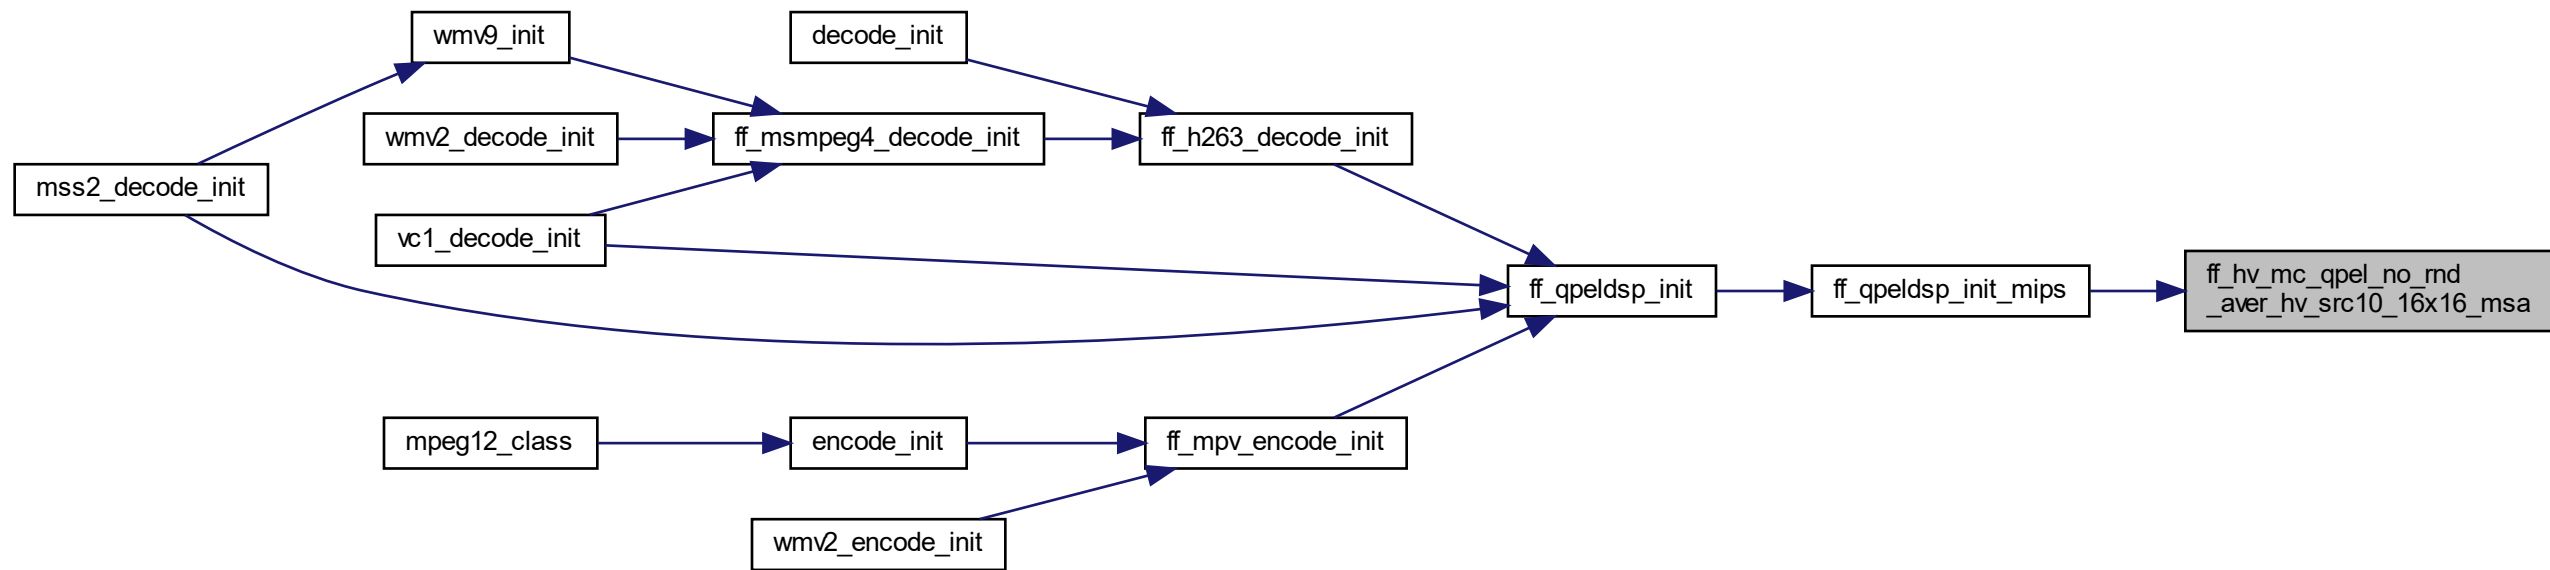 wmv9_init
decode_init
wmv2_decode_init
ff_msmpeg4_decode_init
ff_h263_decode_init
mss2_decode_init
vc1_decode_init
ff_qpeldsp_init
ff_qpeldsp_init_mips
ff_hv_mc_qpel_no_rnd
_aver_hv_src10_16x16_msa
mpeg12_class
encode_init
ff_mpv_encode_init
wmv2_encode_init